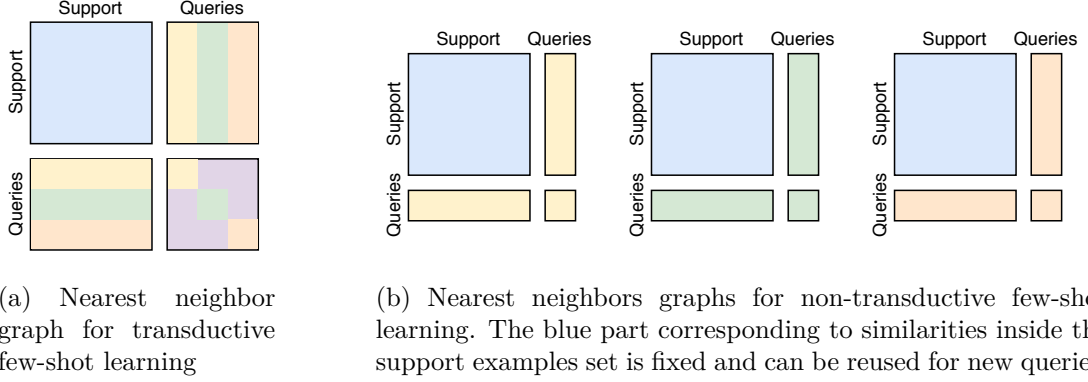 Support Queries
Support
Queries
Support Queries Support Queries Support Queries
Support Support Support
Queries Queries Queries
(a) Nearest neighbor
graph for transductive
few-shot learning
(b) Nearest neighbors graphs for non-transductive few-sho
learning. The blue part corresponding to similarities inside th
support examples set is fixed and can be reused for new querie